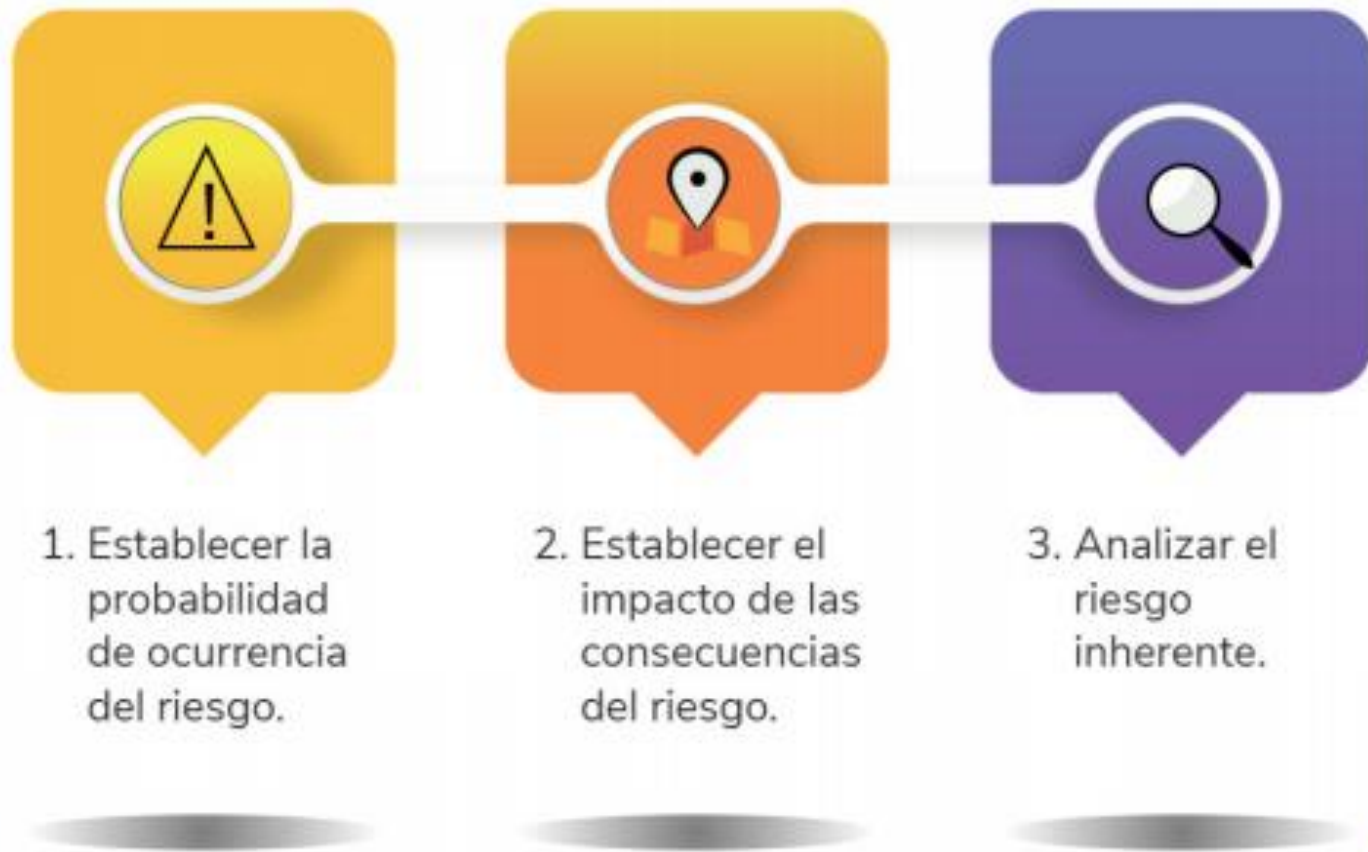 1. Establecer la
probabilidad
de ocurrencia
del riesgo.
2. Establecer el
impacto de las
consecuencias
del riesgo.
3. Analizar el
riesgo
inherente.